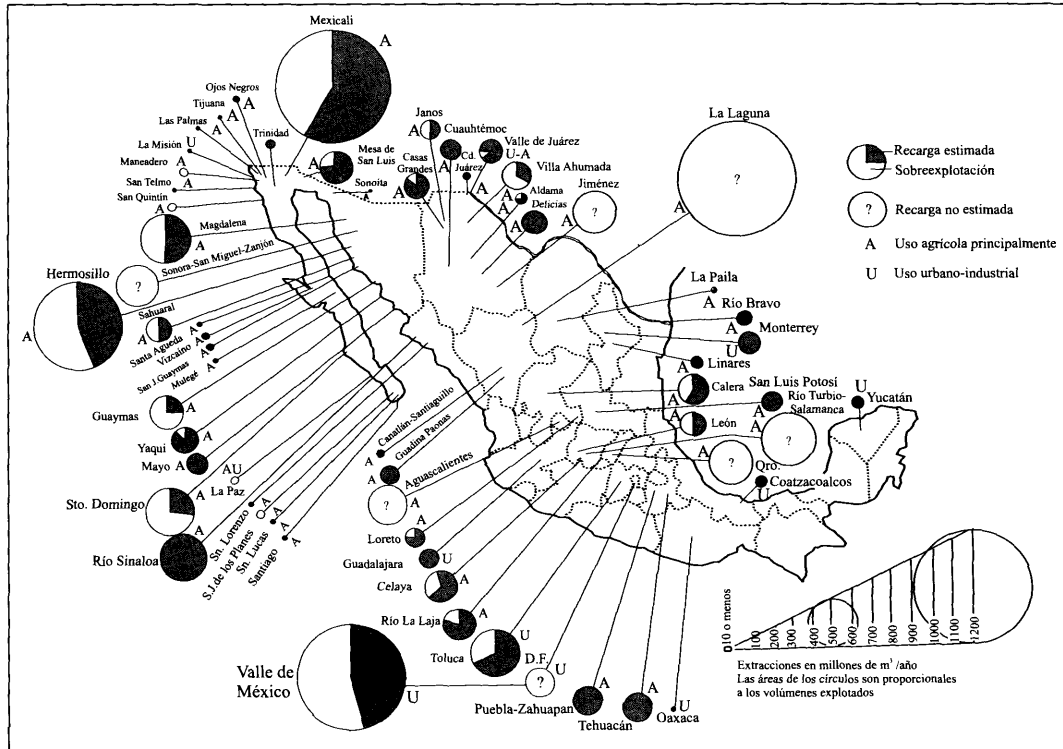 Mexicali
A
Ojos Negros
A
Tijuana
A
Las Palmas
A
La Misión
U
Trinidad
Maneadero
A
San Telmo
A
San Quintín
A
Mesa de
San Luis
A
Sonoita
A
Janos
A
Cuauhtémoc
A
Casas
Grandes
A
Cd.
Juárez
A
Valle de Juárez
U-A
Villa Ahumada
A
Aldama
A
Delicias
A
Jiménez
?
A
La Laguna
?
A
Recarga estimada
Sobreexplotación
? Recarga no estimada
A Uso agrícola principalmente
U Uso urbano-industrial
Magdalena
A
Sonora-San Miguel-Zanjón
?
Hermosillo
A
Sahuaral
A
Santa Agueda
A
Vizcaíno
A
San J.Guaymas
A
Mulegé
A
Guaymas
A
Yaqui
A
Mayo
A
AU
La Paz
Sto. Domingo
A
Río Sinaloa
A
Sn. Lorenzo
S.J.de los Planes
A
Sn. Lucas
A
Santiago
A
La Paila
A
Río Bravo
A
Monterrey
U
Linares
A
Calera
A
San Luis Potosí
A
Río Turbio-
Salamanca
?
A
León
A
Qro.
?
A
U
Yucatán
Coatzacoalcos
U
Canatlán-Santiaguillo
A
Guadina Paonas
A
Aguascalientes
?
A
Loreto
A
Guadalajara
U
Celaya
A
Río La Laja
A
Toluca
U
D.F.
?
U
Valle de
México
U
Puebla-Zahuapan
A
Tehuacán
A
Oaxaca
U
10 o menos
100
200
300
400
500
600
700
800
900
1000
1100
1200
Extracciones en millones de m³ /año
Las áreas de los círculos son proporcionales
a los volúmenes explotados